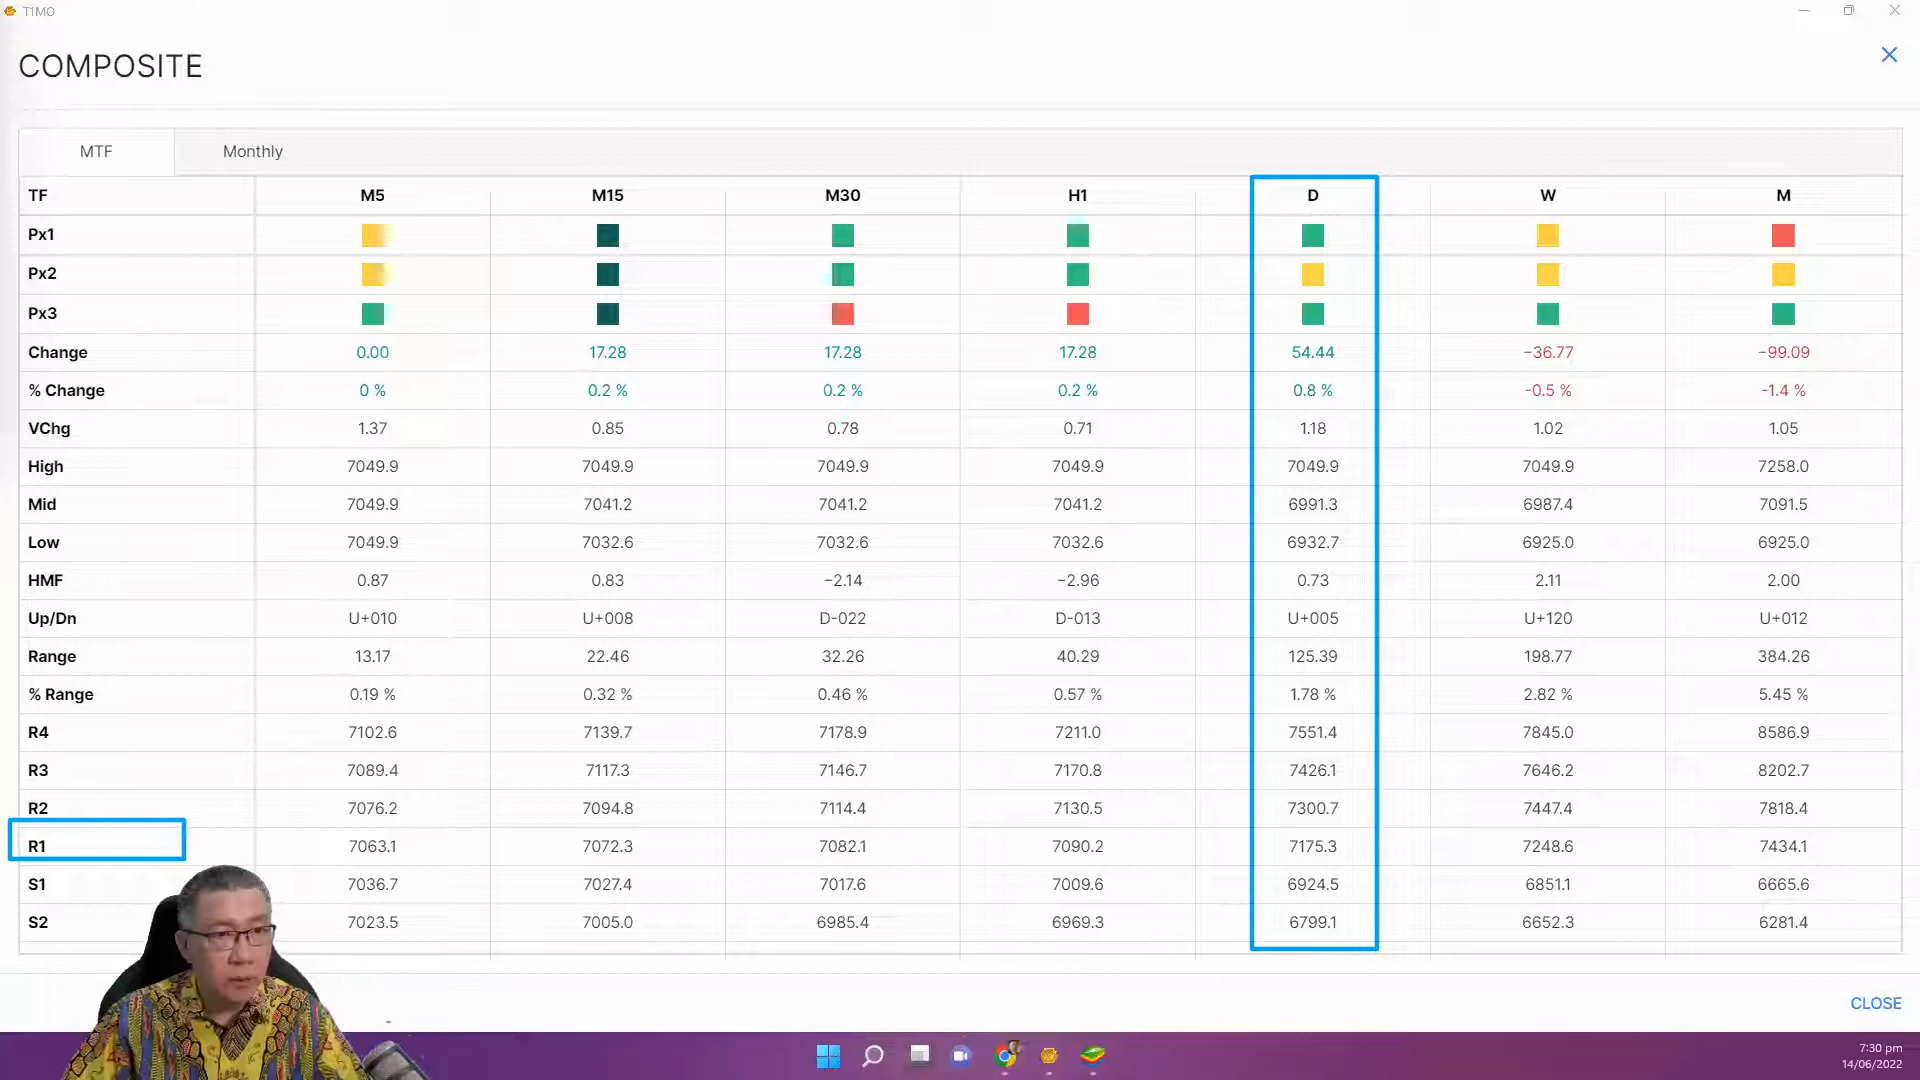 T1MO
COMPOSITE
MTF Monthly
TF M5 M15 M30 H1 D W M
Px1
Px2
Px3
Change 0.00 17.28 17.28 17.28 54.44 −36.77 −99.09
% Change 0 % 0.2 % 0.2 % 0.2 % 0.8 % -0.5 % -1.4 %
VChg 1.37 0.85 0.78 0.71 1.18 1.02 1.05
High 7049.9 7049.9 7049.9 7049.9 7049.9 7049.9 7258.0
Mid 7049.9 7041.2 7041.2 7041.2 6991.3 6987.4 7091.5
Low 7049.9 7032.6 7032.6 7032.6 6932.7 6925.0 6925.0
HMF 0.87 0.83 −2.14 −2.96 0.73 2.11 2.00
Up/Dn U+010 U+008 D-022 D-013 U+005 U+120 U+012
Range 13.17 22.46 32.26 40.29 125.39 198.77 384.26
% Range 0.19 % 0.32 % 0.46 % 0.57 % 1.78 % 2.82 % 5.45 %
R4 7102.6 7139.7 7178.9 7211.0 7551.4 7845.0 8586.9
R3 7089.4 7117.3 7146.7 7170.8 7426.1 7646.2 8202.7
R2 7076.2 7094.8 7114.4 7130.5 7300.7 7447.4 7818.4
R1 7063.1 7072.3 7082.1 7090.2 7175.3 7248.6 7434.1
S1 7036.7 7027.4 7017.6 7009.6 6924.5 6851.1 6665.6
S2 7023.5 7005.0 6985.4 6969.3 6799.1 6652.3 6281.4
CLOSE
7:30 pm
14/06/2022